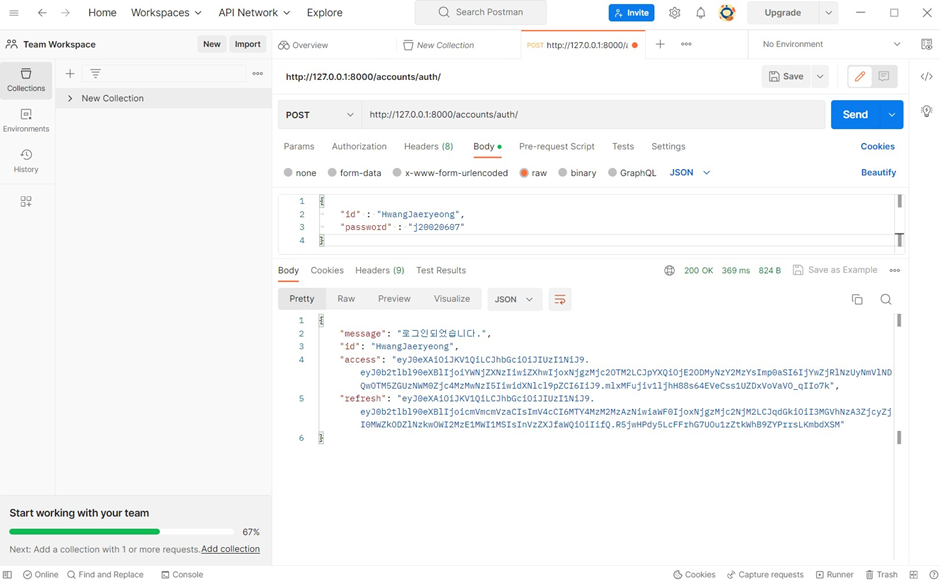 Home Workspaces API Network Explore Search Postman Invite Upgrade
Team Workspace New Import Overview New Collection POST http://127.0.0.1:8000/ No Environment
Collections
Environments
History
New Collection
http://127.0.0.1:8000/accounts/auth/ Save
POST http://127.0.0.1:8000/accounts/auth/ Send
Params Authorization Headers (8) Body Pre-request Script Tests Settings Cookies
none form-data x-www-form-urlencoded raw binary GraphQL JSON Beautify
1 {
2 "id" : "HwangJaeryeong",
3 "password" : "j20020607"
4 }
Body Cookies Headers (9) Test Results 200 OK 369 ms 824 B Save as Example
Pretty Raw Preview Visualize JSON
1 {
2 "message": "로그인되었습니다.",
3 "id": "HwangJaeryeong",
4 "access": "eyJ0eXAiOiJKV1QiLCJhbGciOiJIUzI1NiJ9.
5 "refresh": "eyJ0eXAiOiJKV1QiLCJhbGciOiJIUzI1NiJ9.
6 }
Start working with your team
67%
Next: Add a collection with 1 or more requests. Add collection
Online Find and Replace Console Cookies Capture requests Runner Trash